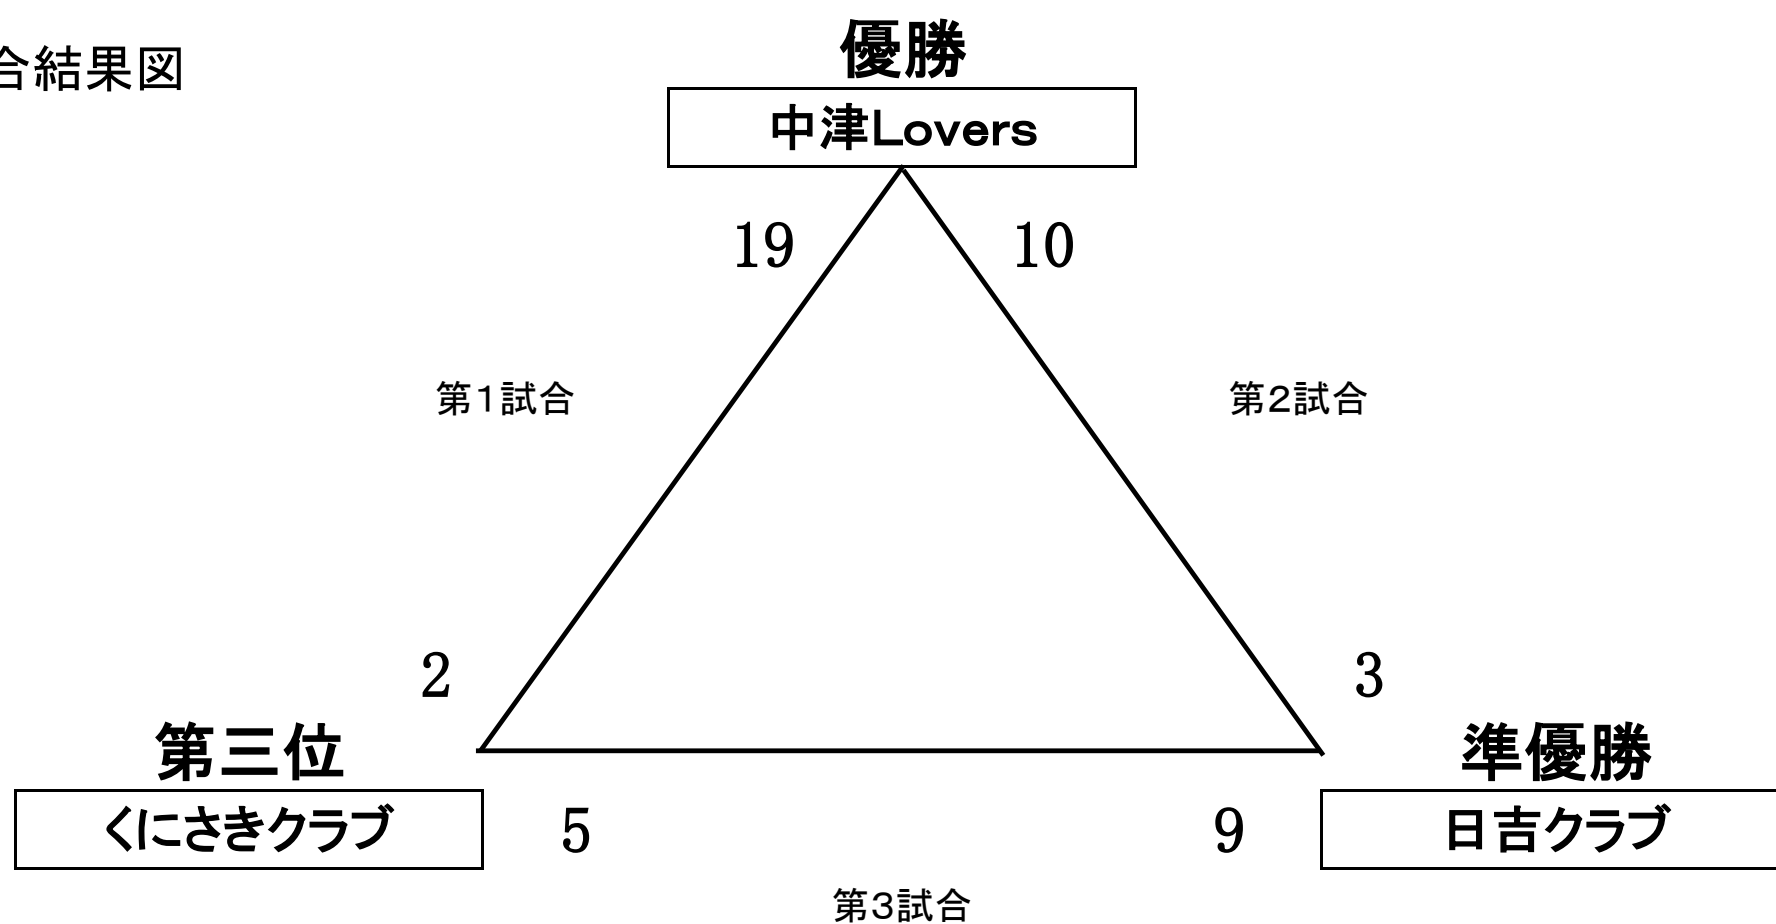 合結果図
優勝
中津Lovers
19
10
第1試合
第2試合
2
3
第三位
準優勝
くにさきクラブ
5
9
日吉クラブ
第3試合